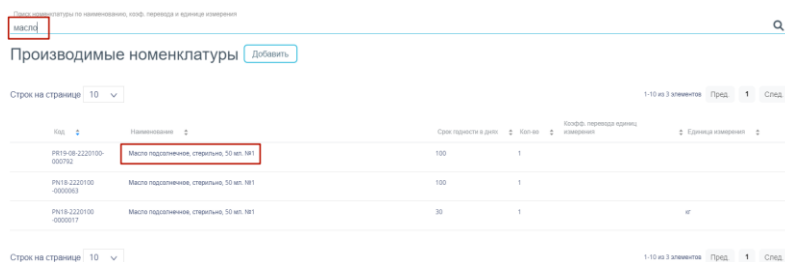 Поиск номенклатуры по наименованию, коэф. перевода и единице измерения
масло
Производимые номенклатуры Добавить
Строк на странице 10 1-10 из 3 элементов Пред. 1 След.
Код Наименование Срок годности в днях Кол-во Коэфф. перевода единиц измерения Единица измерения
PR19-08-2220100-000792 Масло подсолнечное, стерильно, 50 мл. №1 100 1
PN18-2220100-0000063 Масло подсолнечное, стерильно, 50 мл. №1 100 1
PN18-2220100-0000017 Масло подсолнечное, стерильно, 50 мл. №1 30 1 кг
Строк на странице 10 1-10 из 3 элементов Пред. 1 След.